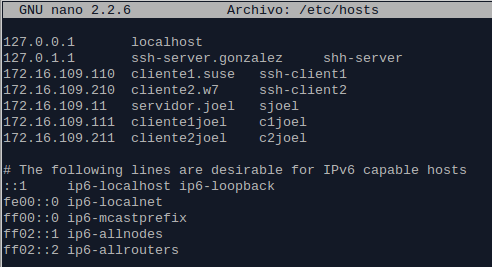 GNU nano 2.2.6 Archivo: /etc/hosts
127.0.0.1 localhost
127.0.1.1 ssh-server.gonzalez shh-server
172.16.109.110 cliente1.suse ssh-client1
172.16.109.210 cliente2.w7 ssh-client2
172.16.109.11 servidor.joel sjoel
172.16.109.111 cliente1joel c1joel
172.16.109.211 cliente2joel c2joel
# The following lines are desirable for IPv6 capable hosts
::1 ip6-localhost ip6-loopback
fe00::0 ip6-localnet
ff00::0 ip6-mcastprefix
ff02::1 ip6-allnodes
ff02::2 ip6-allrouters